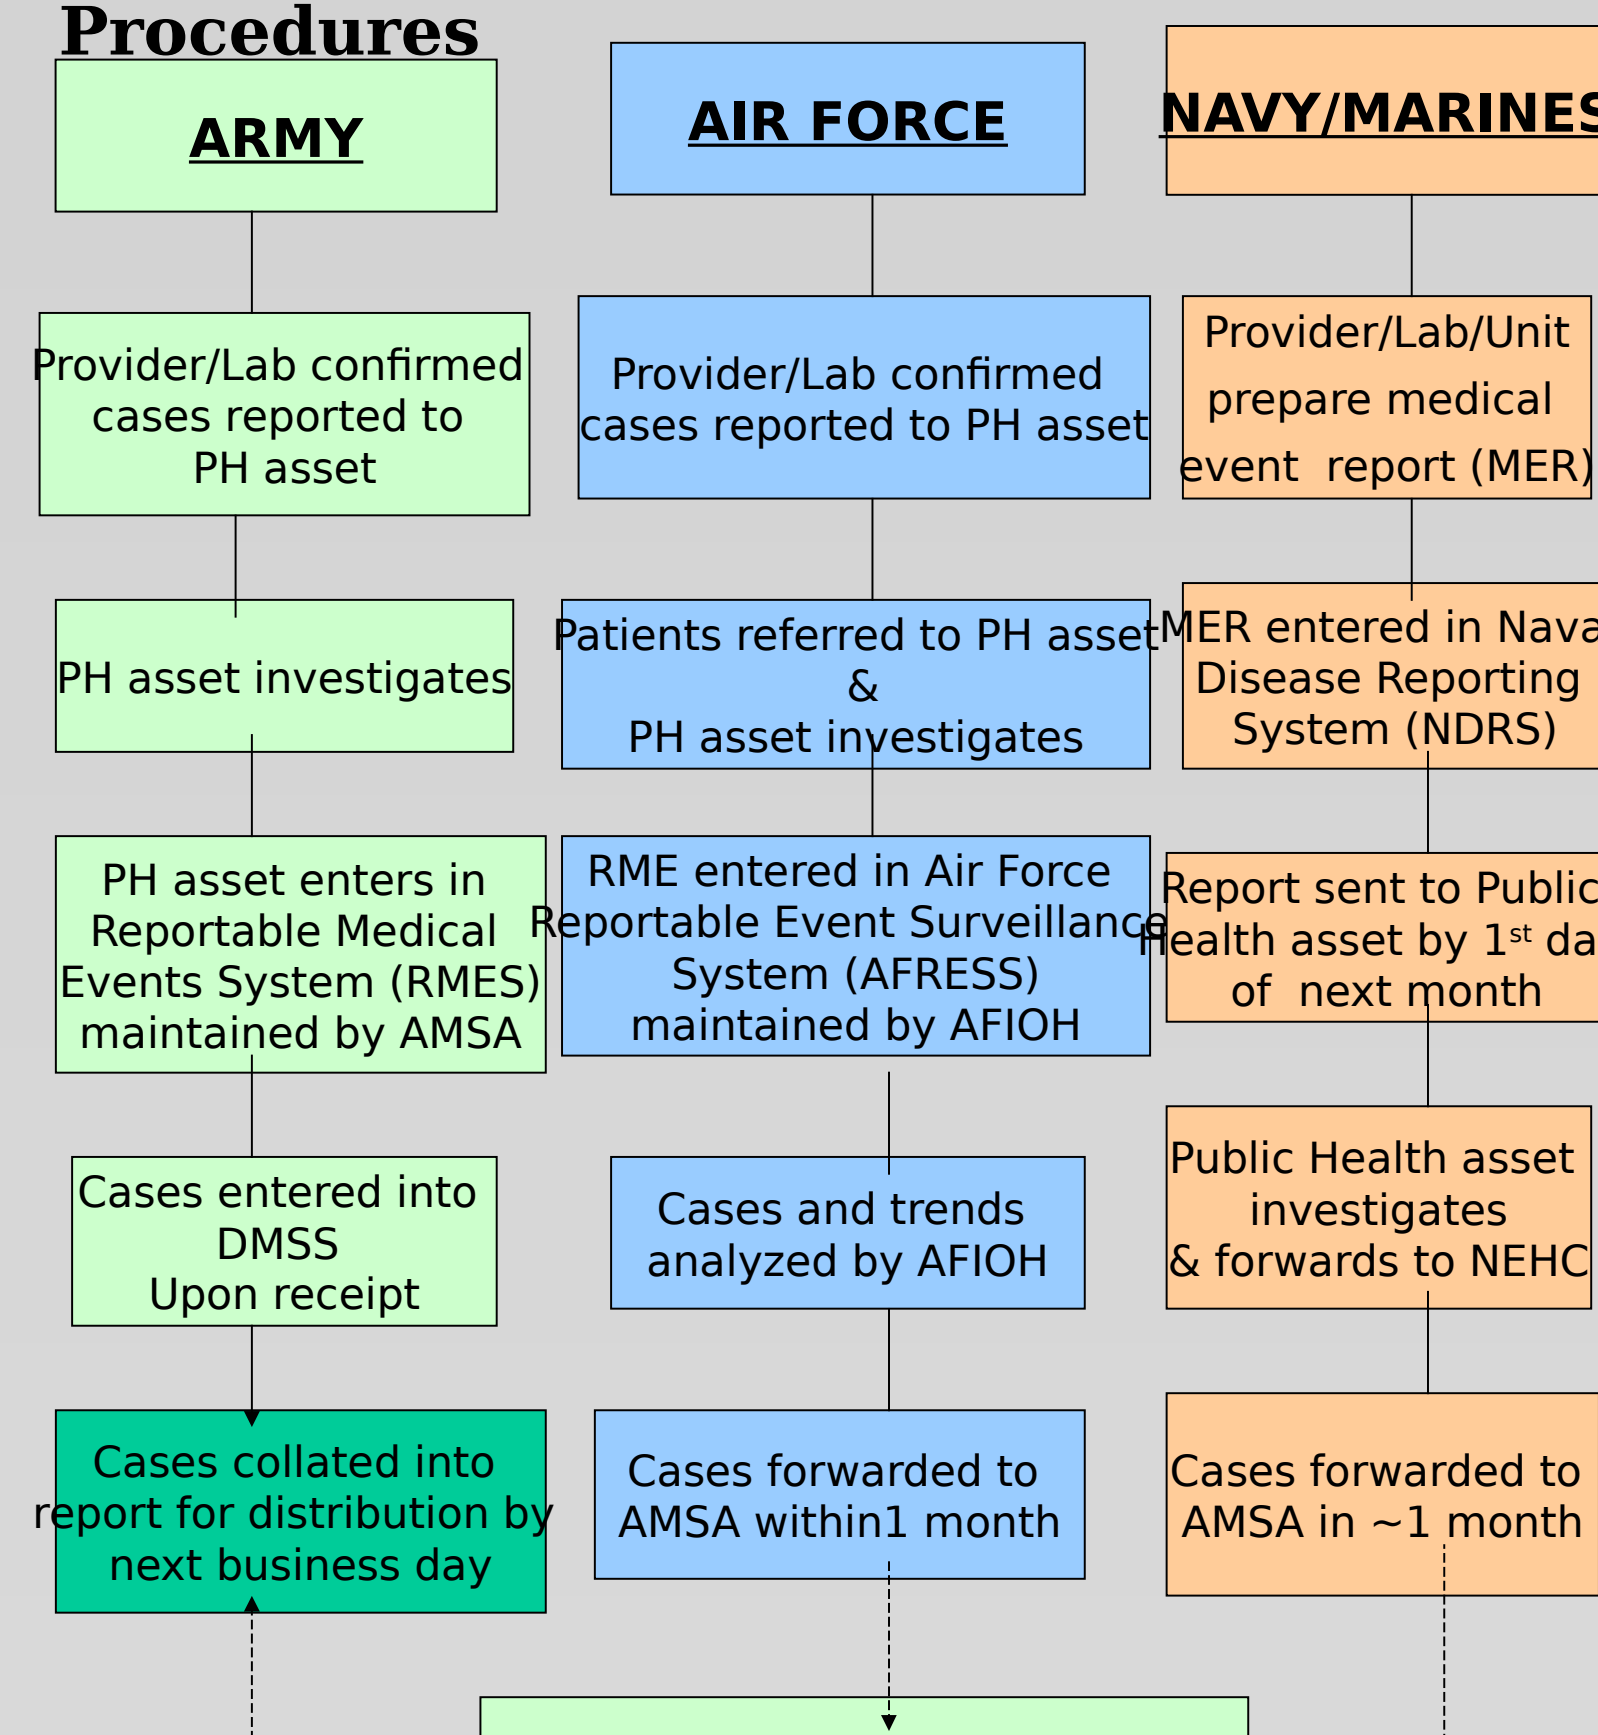 Procedures
ARMY
Provider/Lab confirmed
cases reported to
PH asset
PH asset investigates
PH asset enters in
Reportable Medical
Events System (RMES)
maintained by AMSA
Cases entered into
DMSS
Upon receipt
Cases collated into
report for distribution by
next business day
AIR FORCE
Provider/Lab confirmed
cases reported to PH asset
Patients referred to PH asset
&
PH asset investigates
RME entered in Air Force
Reportable Event Surveillance
System (AFRESS)
maintained by AFIOH
Cases and trends
analyzed by AFIOH
Cases forwarded to
AMSA within1 month
NAVY/MARINES
Provider/Lab/Unit
prepare medical
event  report (MER)
MER entered in Nava
Disease Reporting
System (NDRS)
Report sent to Public
Health asset by 1st da
of  next month
Public Health asset
investigates
& forwards to NEHC
Cases forwarded to
AMSA in ~1 month